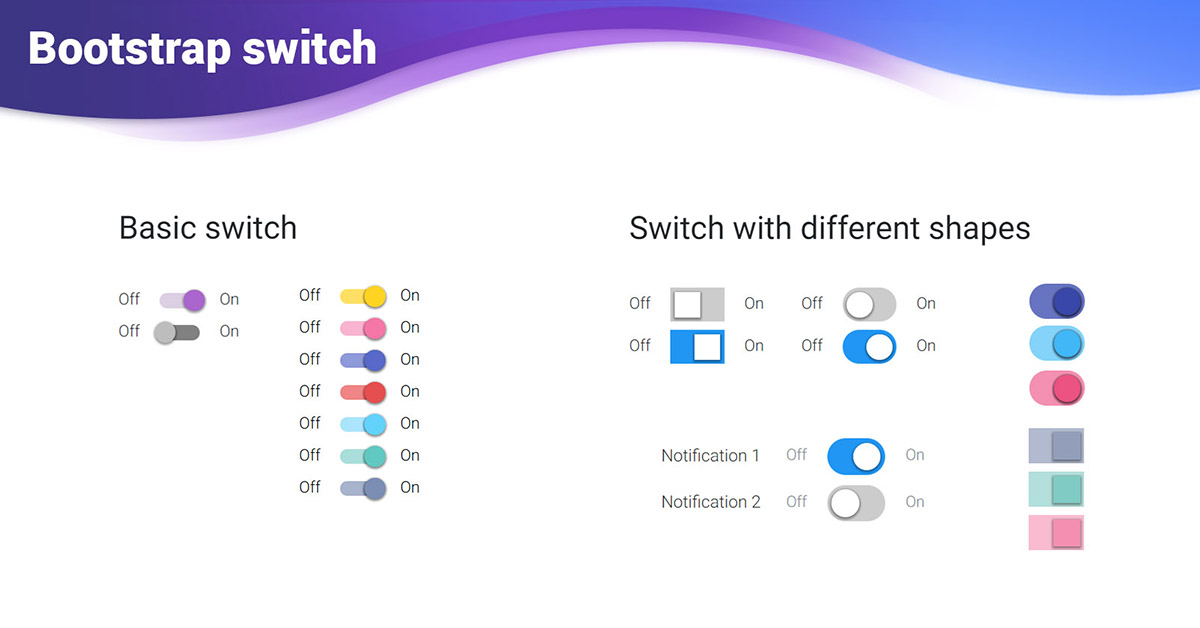 Bootstrap switch
Basic switch
Off On
Off On
Off On
Off On
Off On
Off On
Off On
Off On
Off On
Switch with different shapes
Off On Off On
Off On Off On
Notification 1 Off On
Notification 2 Off On